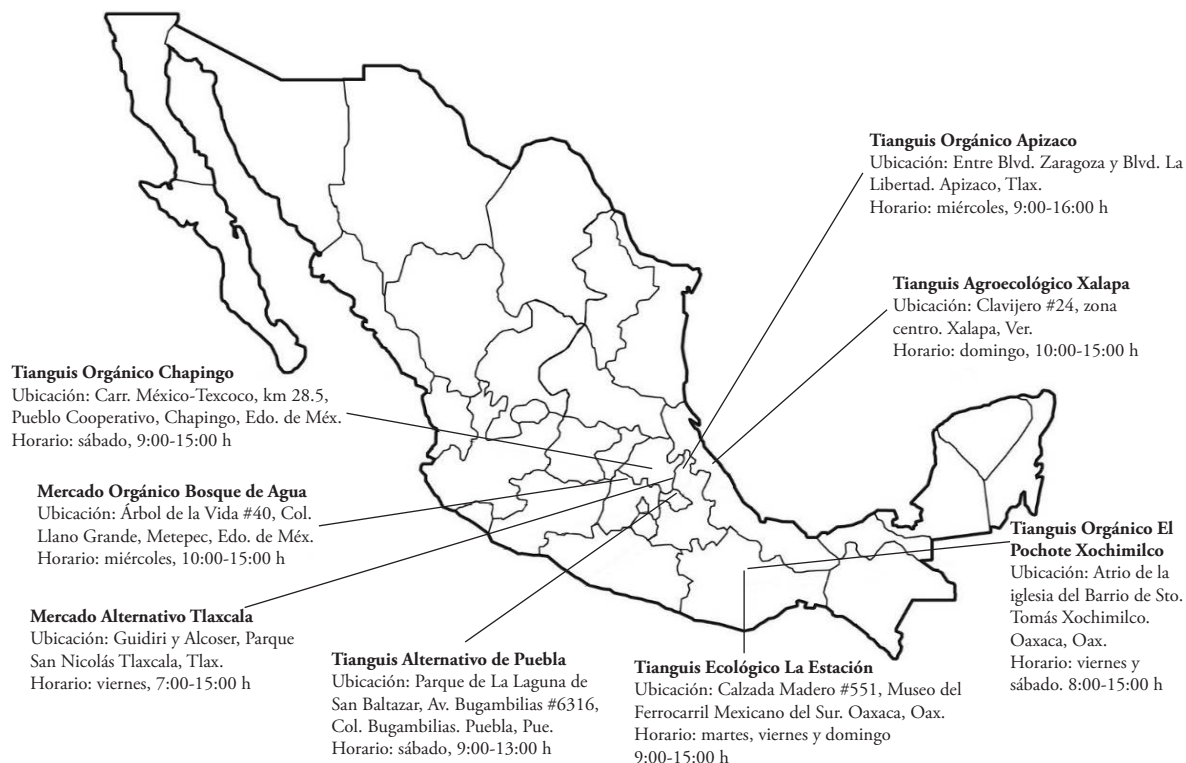 Tianguis Orgánico Apizaco
Ubicación: Entre Blvd. Zaragoza y Blvd. La
Libertad. Apizaco, Tlax.
Horario: miércoles, 9:00-16:00 h
Tianguis Agroecológico Xalapa
Ubicación: Clavijero #24, zona
centro. Xalapa, Ver.
Horario: domingo, 10:00-15:00 h
Tianguis Orgánico Chapingo
Ubicación: Carr. México-Texcoco, km 28.5,
Pueblo Cooperativo, Chapingo, Edo. de Méx.
Horario: sábado, 9:00-15:00 h
Mercado Orgánico Bosque de Agua
Ubicación: Árbol de la Vida #40, Col.
Llano Grande, Metepec, Edo. de Méx.
Horario: miércoles, 10:00-15:00 h
Mercado Alternativo Tlaxcala
Ubicación: Guidiri y Alcoser, Parque
San Nicolás Tlaxcala, Tlax.
Horario: viernes, 7:00-15:00 h
Tianguis Alternativo de Puebla
Ubicación: Parque de La Laguna de
San Baltazar, Av. Bugambilias #6316,
Col. Bugambilias. Puebla, Pue.
Horario: sábado, 9:00-13:00 h
Tianguis Ecológico La Estación
Ubicación: Calzada Madero #551, Museo del
Ferrocarril Mexicano del Sur. Oaxaca, Oax.
Horario: martes, viernes y domingo
9:00-15:00 h
Tianguis Orgánico El
Pochote Xochimilco
Ubicación: Atrio de la
iglesia del Barrio de Sto.
Tomás Xochimilco.
Oaxaca, Oax.
Horario: viernes y
sábado. 8:00-15:00 h